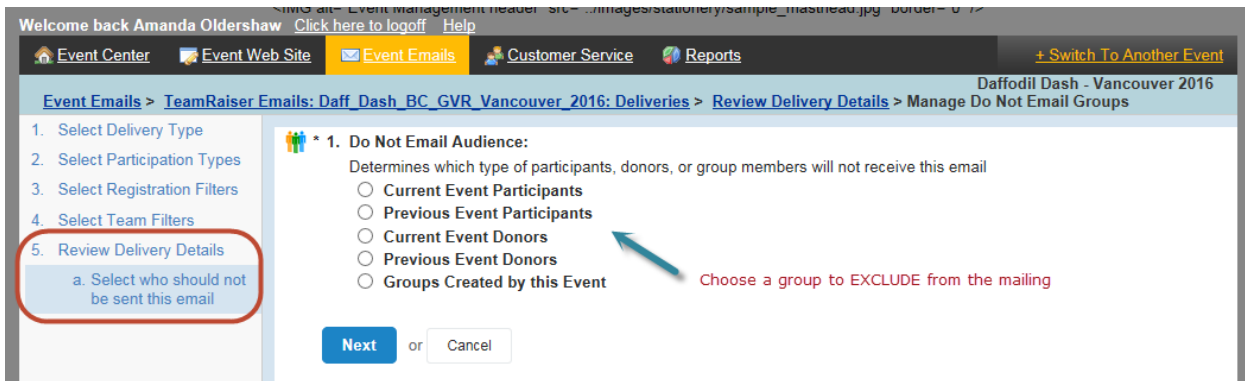 <IMG alt="Event Management header" src="../images/stationery/sample_masthead.jpg" border="0"/>
Welcome back Amanda Oldershaw Click here to logoff Help
Event Center Event Web Site Event Emails Customer Service Reports + Switch To Another Event
Daffodil Dash - Vancouver 2016
Event Emails > TeamRaiser Emails: Daff_Dash_BC_GVR_Vancouver_2016: Deliveries > Review Delivery Details > Manage Do Not Email Groups
1. Select Delivery Type
2. Select Participation Types
3. Select Registration Filters
4. Select Team Filters
5. Review Delivery Details
a. Select who should not
be sent this email
* 1. Do Not Email Audience:
Determines which type of participants, donors, or group members will not receive this email
Current Event Participants
Previous Event Participants
Current Event Donors
Previous Event Donors
Groups Created by this Event
Choose a group to EXCLUDE from the mailing
Next or Cancel